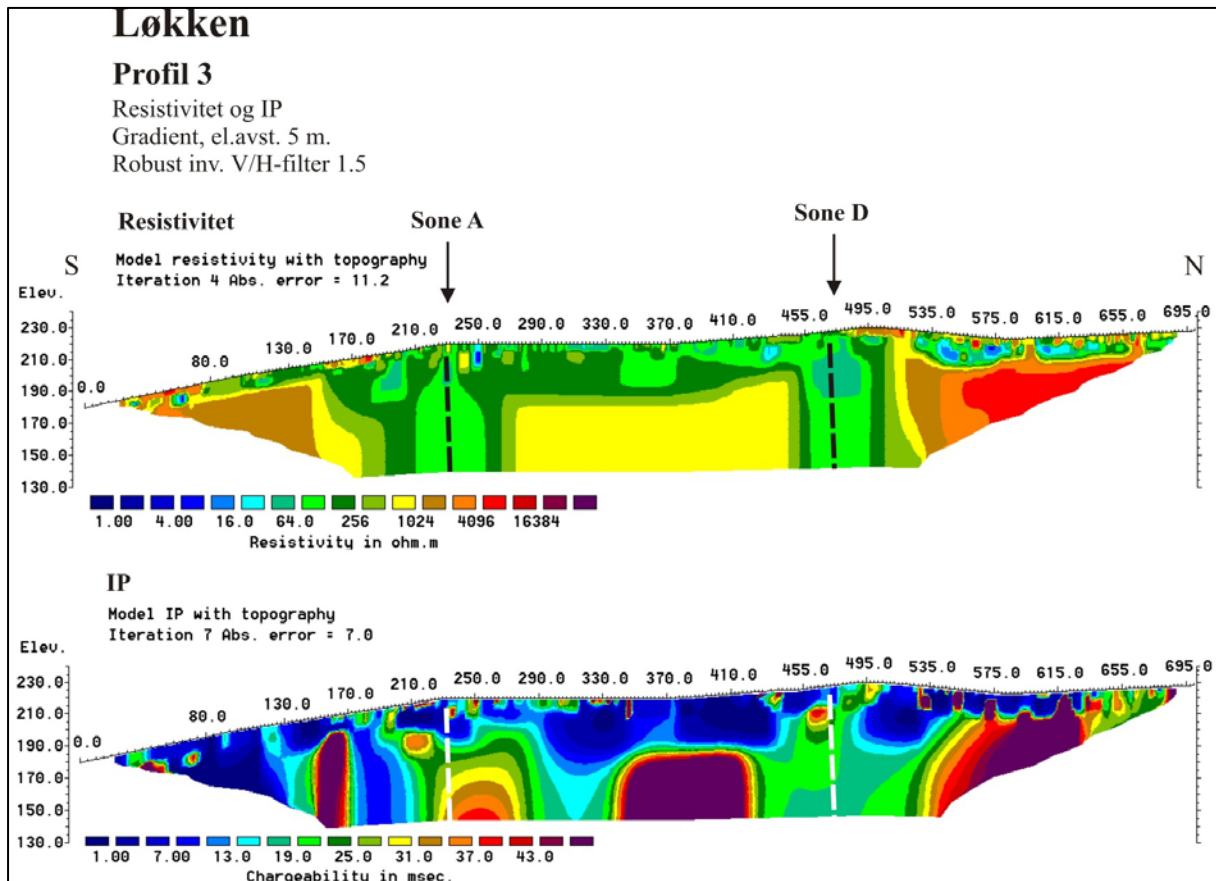 Løkken
Profil 3
Resistivitet og IP
Gradient, el.avst. 5 m.
Robust inv. V/H-filter 1.5
Resistivitet
Sone A
Sone D
S
N
Model resistivity with topography
Iteration 4 Abs. error = 11.2
Elev.
0.0 80.0 130.0 170.0 210.0 250.0 290.0 330.0 370.0 410.0 455.0 495.0 535.0 575.0 615.0 655.0 695.0
230.0
210.0
190.0
170.0
150.0
130.0
1.00 4.00 16.0 64.0 256 1024 4096 16384
Resistivity in ohm.m
IP
Model IP with topography
Iteration 7 Abs. error = 7.0
Elev.
0.0 80.0 130.0 170.0 210.0 250.0 290.0 330.0 370.0 410.0 455.0 495.0 535.0 575.0 615.0 655.0 695.0
230.0
210.0
190.0
170.0
150.0
130.0
1.00 7.00 13.0 19.0 25.0 31.0 37.0 43.0
Chargeability in msec.